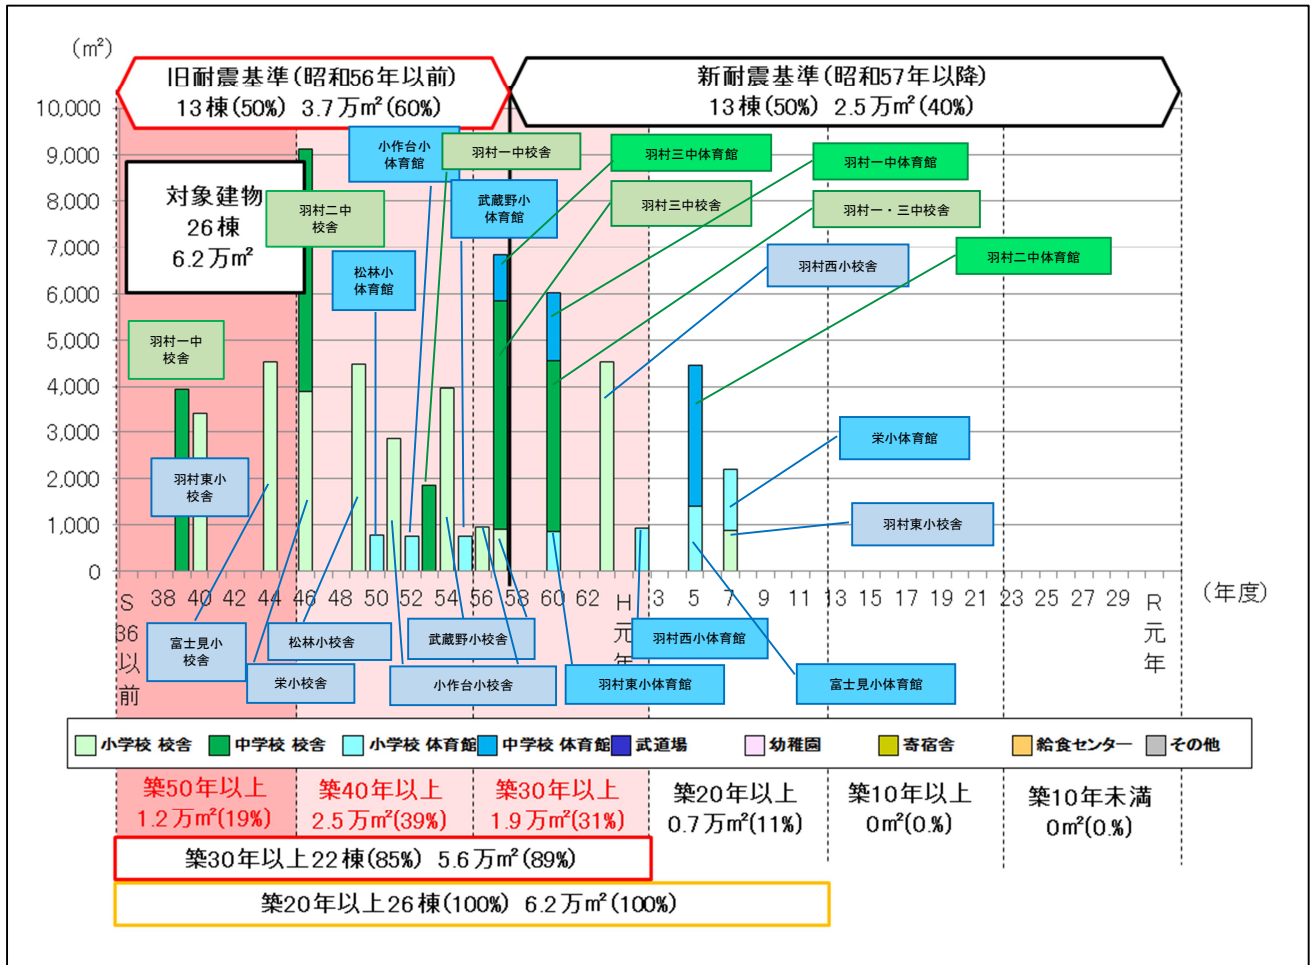 （㎡）
旧耐震基準(昭和56年以前)
13棟(50%) 3.7万㎡(60%)
新耐震基準(昭和57年以降)
13棟(50%) 2.5万㎡(40%)
10,000
9,000
8,000
7,000
6,000
5,000
4,000
3,000
2,000
1,000
0
対象建物
26棟
6.2万㎡
小作台小
体育館
羽村一中校舎
羽村三中体育館
羽村一中体育館
武蔵野小
体育館
羽村三中校舎
羽村一・三中校舎
羽村二中
校舎
羽村二中体育館
羽村西小校舎
松林小
体育館
羽村一中
校舎
栄小体育館
羽村東小
校舎
羽村東小校舎
S
36
以
前
38
40
42
44
46
48
50
52
54
56
58
60
62
H
元
年
3
5
7
9
11
13
15
17
19
21
23
25
27
29
R
元
年
（年度）
富士見小
校舎
松林小校舎
武蔵野小校舎
羽村西小体育館
栄小校舎
小作台小校舎
羽村東小体育館
富士見小体育館
小学校 校舎
中学校 校舎
小学校 体育館
中学校 体育館
武道場
幼稚園
寄宿舎
給食センター
その他
築50年以上
1.2万㎡(19%)
築40年以上
2.5万㎡(39%)
築30年以上
1.9万㎡(31%)
築20年以上
0.7万㎡(11%)
築10年以上
0㎡(0.%)
築10年未満
0㎡(0.%)
築30年以上22棟(85%) 5.6万㎡(89%)
築20年以上26棟(100%) 6.2万㎡(100%)